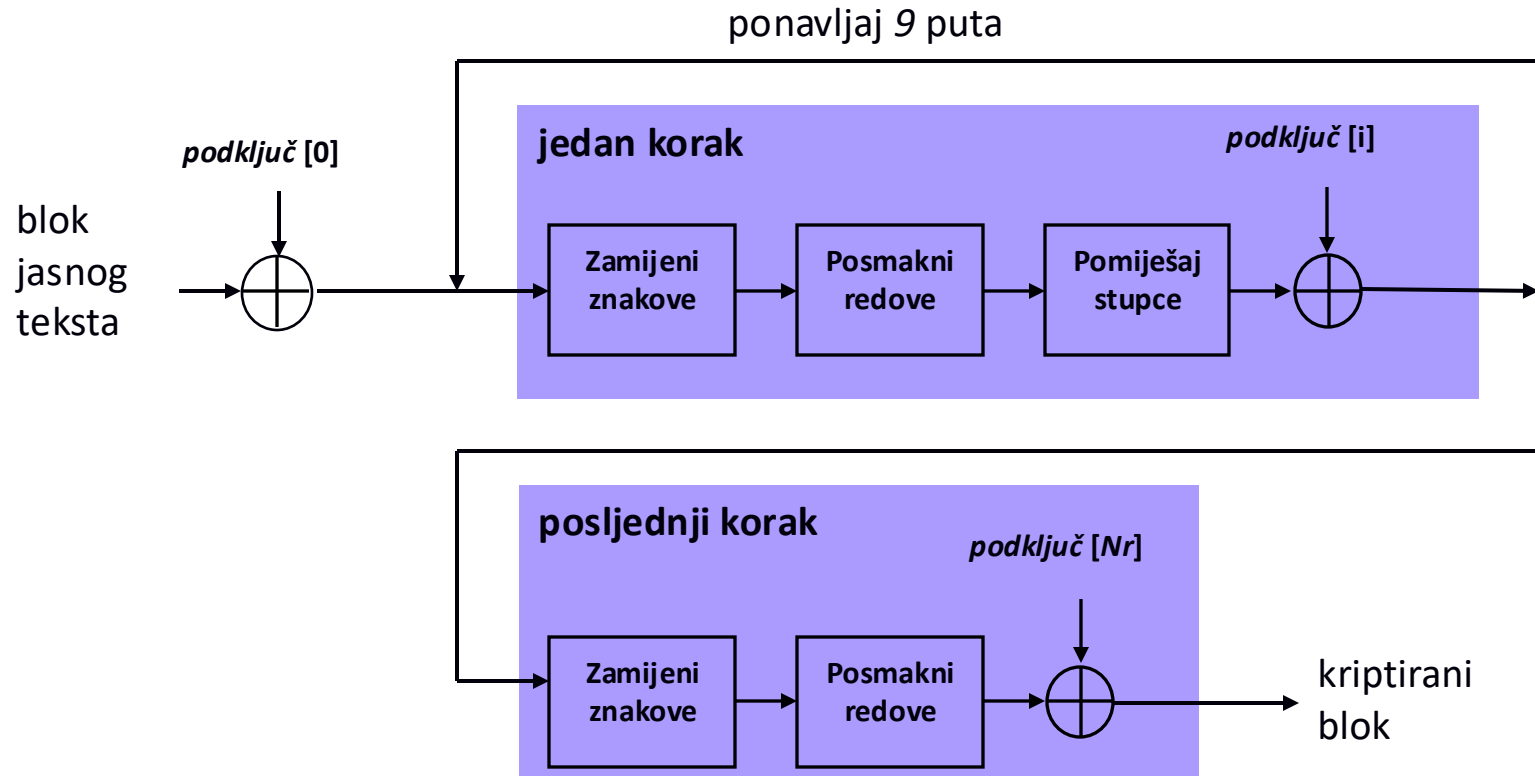 ponavljaj 9 puta
podključ [0]
blok
jasnog
teksta
jedan korak
podključ [i]
Zamijeni
znakove
Posmakni
redove
Pomiješaj
stupce
posljednji korak
podključ [Nr]
Zamijeni
znakove
Posmakni
redove
kriptirani
blok